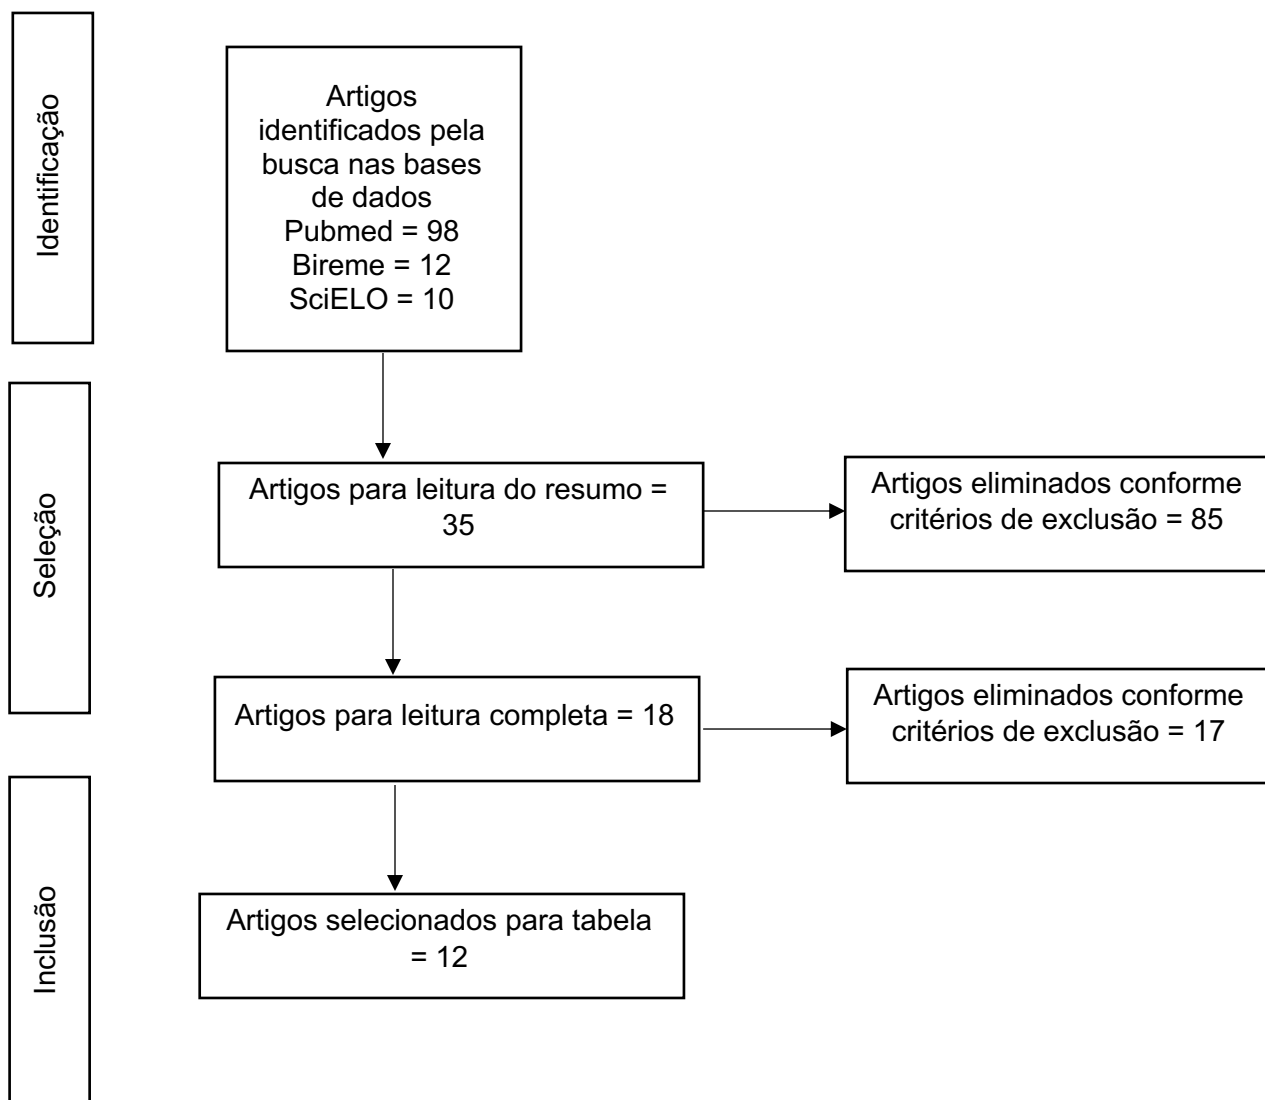 Identificação
Artigos
identificados pela
busca nas bases
de dados
Pubmed = 98
Bireme = 12
SciELO = 10
Seleção
Artigos para leitura do resumo =
35
Artigos eliminados conforme
critérios de exclusão = 85
Artigos para leitura completa = 18
Artigos eliminados conforme
critérios de exclusão = 17
Inclusão
Artigos selecionados para tabela
= 12